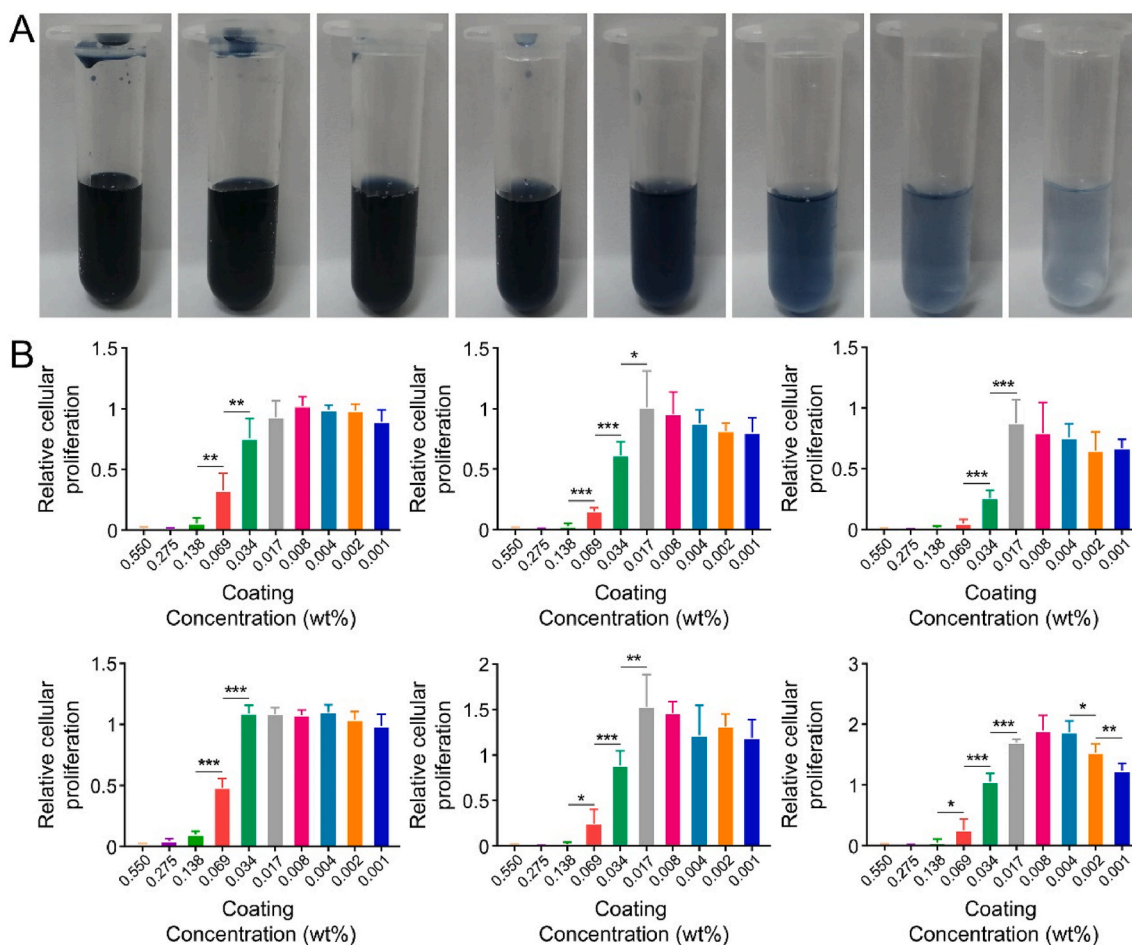 A
B
Relative cellular
proliferation
1.5
1
0.5
0
** **
0.550 0.275 0.138 0.069 0.034 0.017 0.008 0.004 0.002 0.001
Coating
Concentration (wt%)
Relative cellular
proliferation
1.5
1
0.5
0
*** *** *
0.550 0.275 0.138 0.069 0.034 0.017 0.008 0.004 0.002 0.001
Coating
Concentration (wt%)
Relative cellular
proliferation
1.5
1
0.5
0
*** ***
0.550 0.275 0.138 0.069 0.034 0.017 0.008 0.004 0.002 0.001
Coating
Concentration (wt%)
Relative cellular
proliferation
1.5
1
0.5
0
*** ***
0.550 0.275 0.138 0.069 0.034 0.017 0.008 0.004 0.002 0.001
Coating
Concentration (wt%)
Relative cellular
proliferation
2
1.5
1
0.5
0
* *** **
0.550 0.275 0.138 0.069 0.034 0.017 0.008 0.004 0.002 0.001
Coating
Concentration (wt%)
Relative cellular
proliferation
3
2
1
0
* *** *** * **
0.550 0.275 0.138 0.069 0.034 0.017 0.008 0.004 0.002 0.001
Coating
Concentration (wt%)